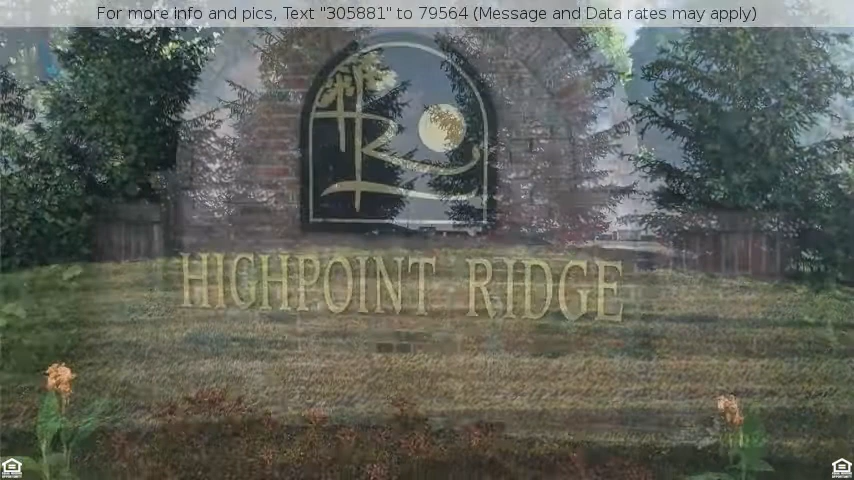 For more info and pics, Text "305881" to 79564 (Message and Data rates may apply)
HIGHPOINT RIDGE